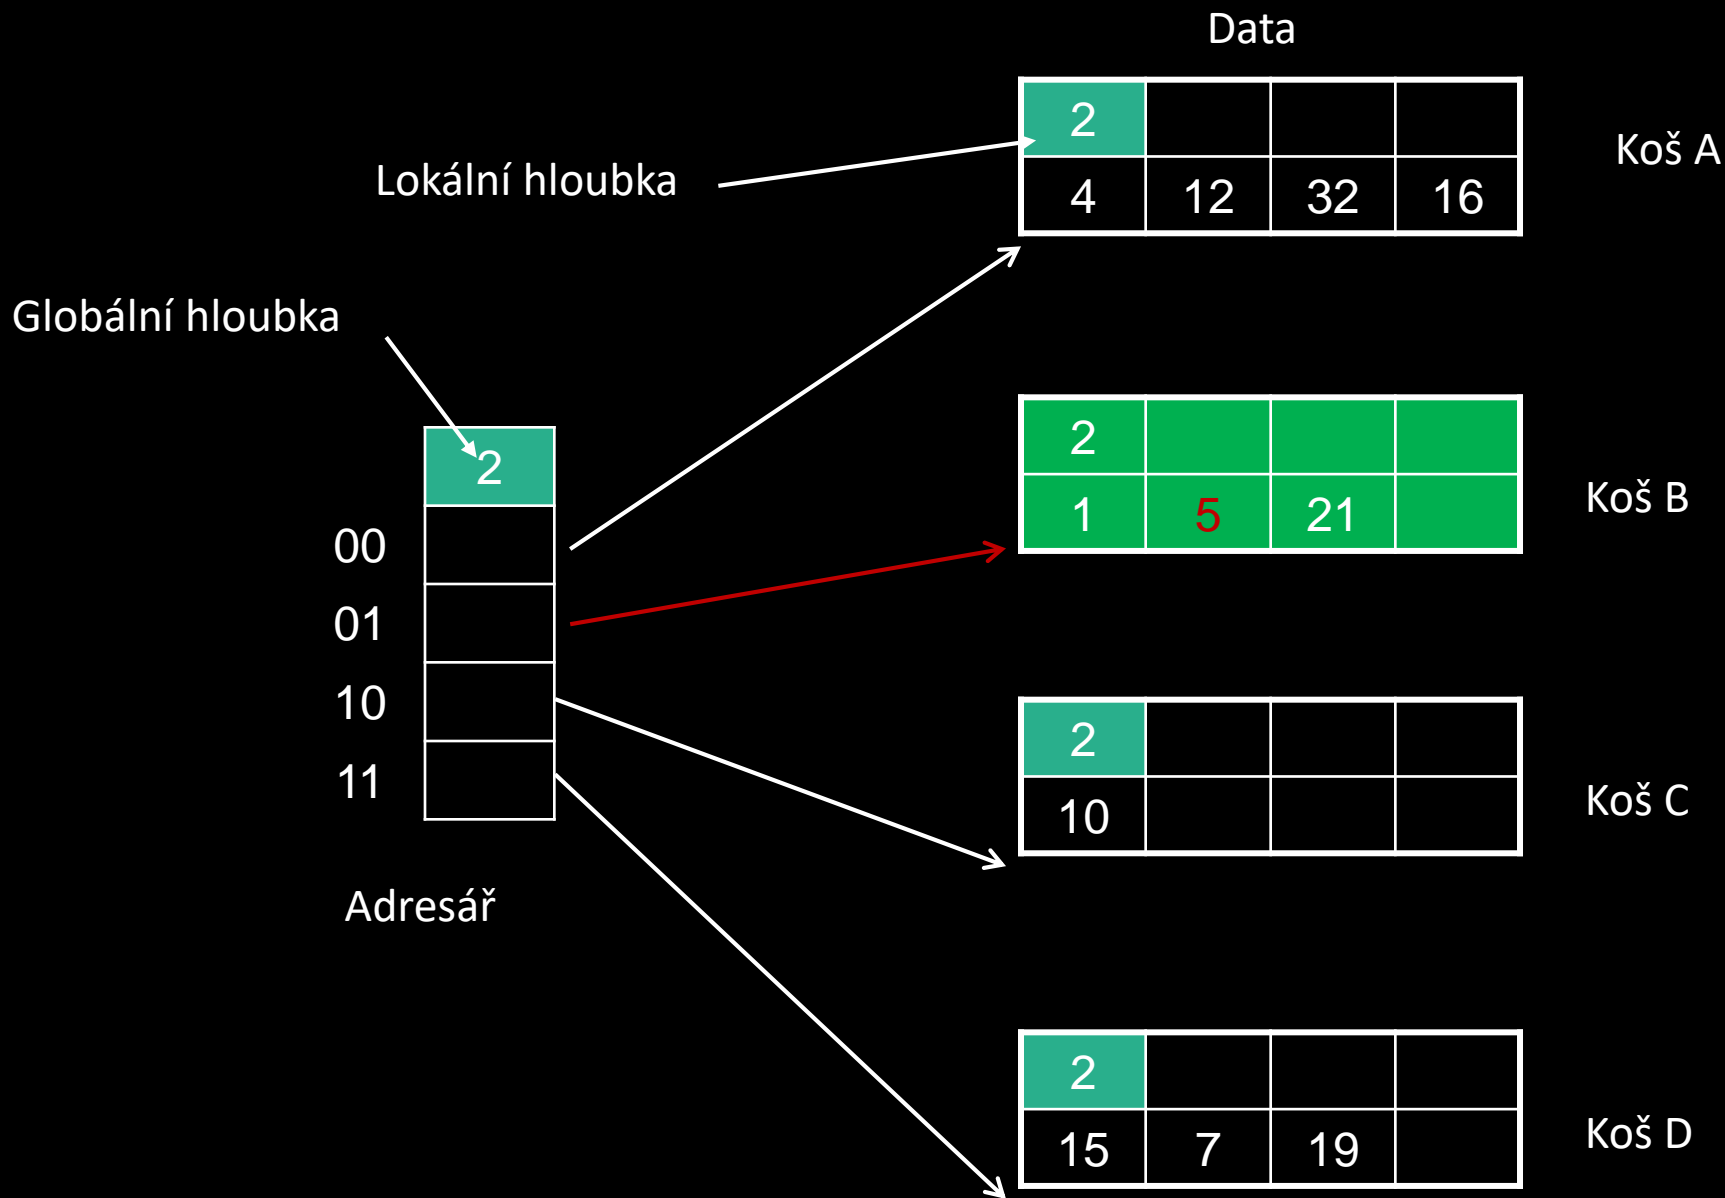 Data
2
Koš A
Lokální hloubka
4 12 32 16
Globální hloubka
2
2
Koš B
1 5 21
00
01
10
11
2
Koš C
10
Adresář
2
Koš D
15 7 19